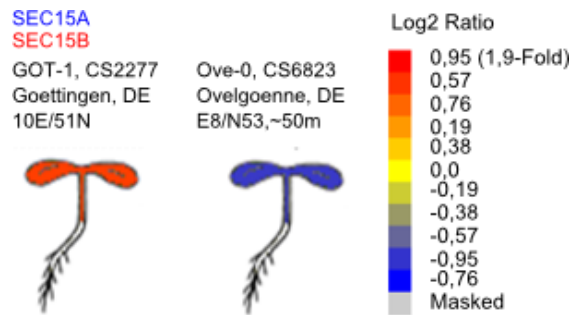 SEC15A
SEC15B
GOT-1, CS2277
Goettingen, DE
10E/51N
Ove-0, CS6823
Ovelgoenne, DE
E8/N53,~50m
Log2 Ratio
0,95 (1,9-Fold)
0,57
0,76
0,19
0,38
0,0
-0,19
-0,38
-0,57
-0,95
-0,76
Masked